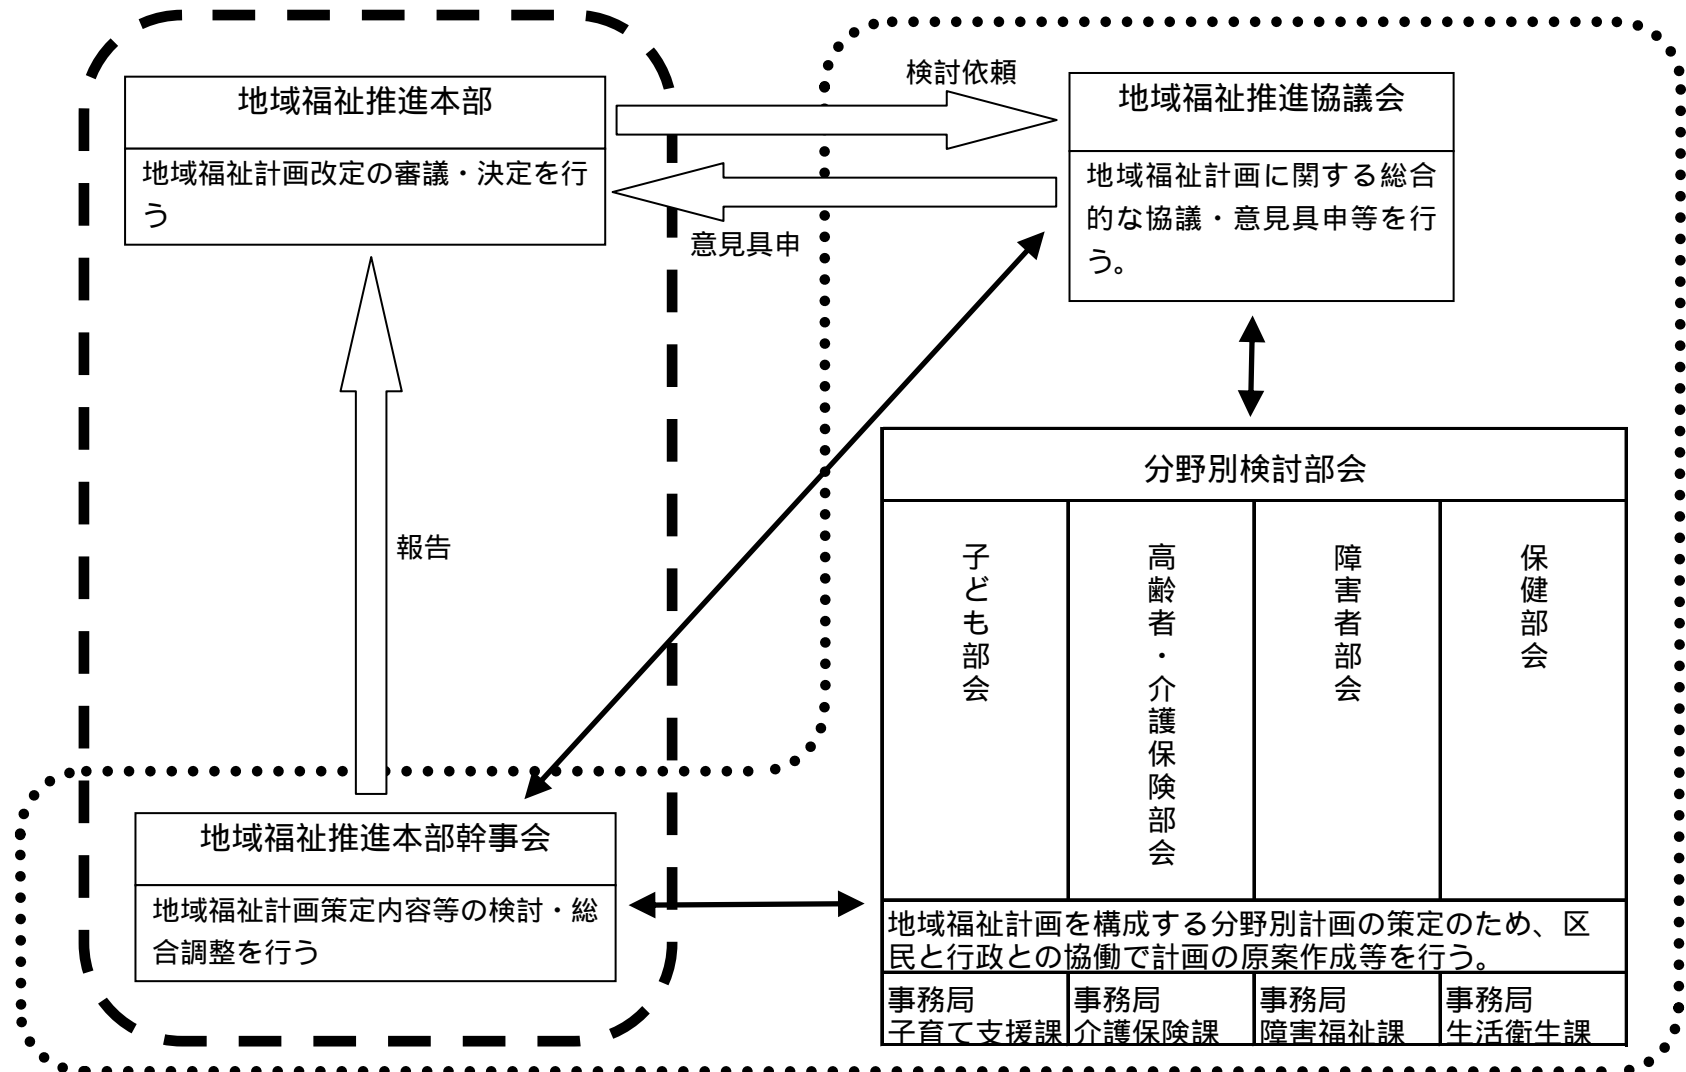 検討依頼
地域福祉推進本部
地域福祉計画改定の審議・決定を行
う
地域福祉推進協議会
地域福祉計画に関する総合
的な協議・意見具申等を行
う。
意見具申
報告
分野別検討部会
子ども部会
高齢者・介護保険部会
障害者部会
保健部会
地域福祉推進本部幹事会
地域福祉計画策定内容等の検討・総
合調整を行う
地域福祉計画を構成する分野別計画の策定のため、区
民と行政との協働で計画の原案作成等を行う。
事務局
子育て支援課
事務局
介護保険課
事務局
障害福祉課
事務局
生活衛生課